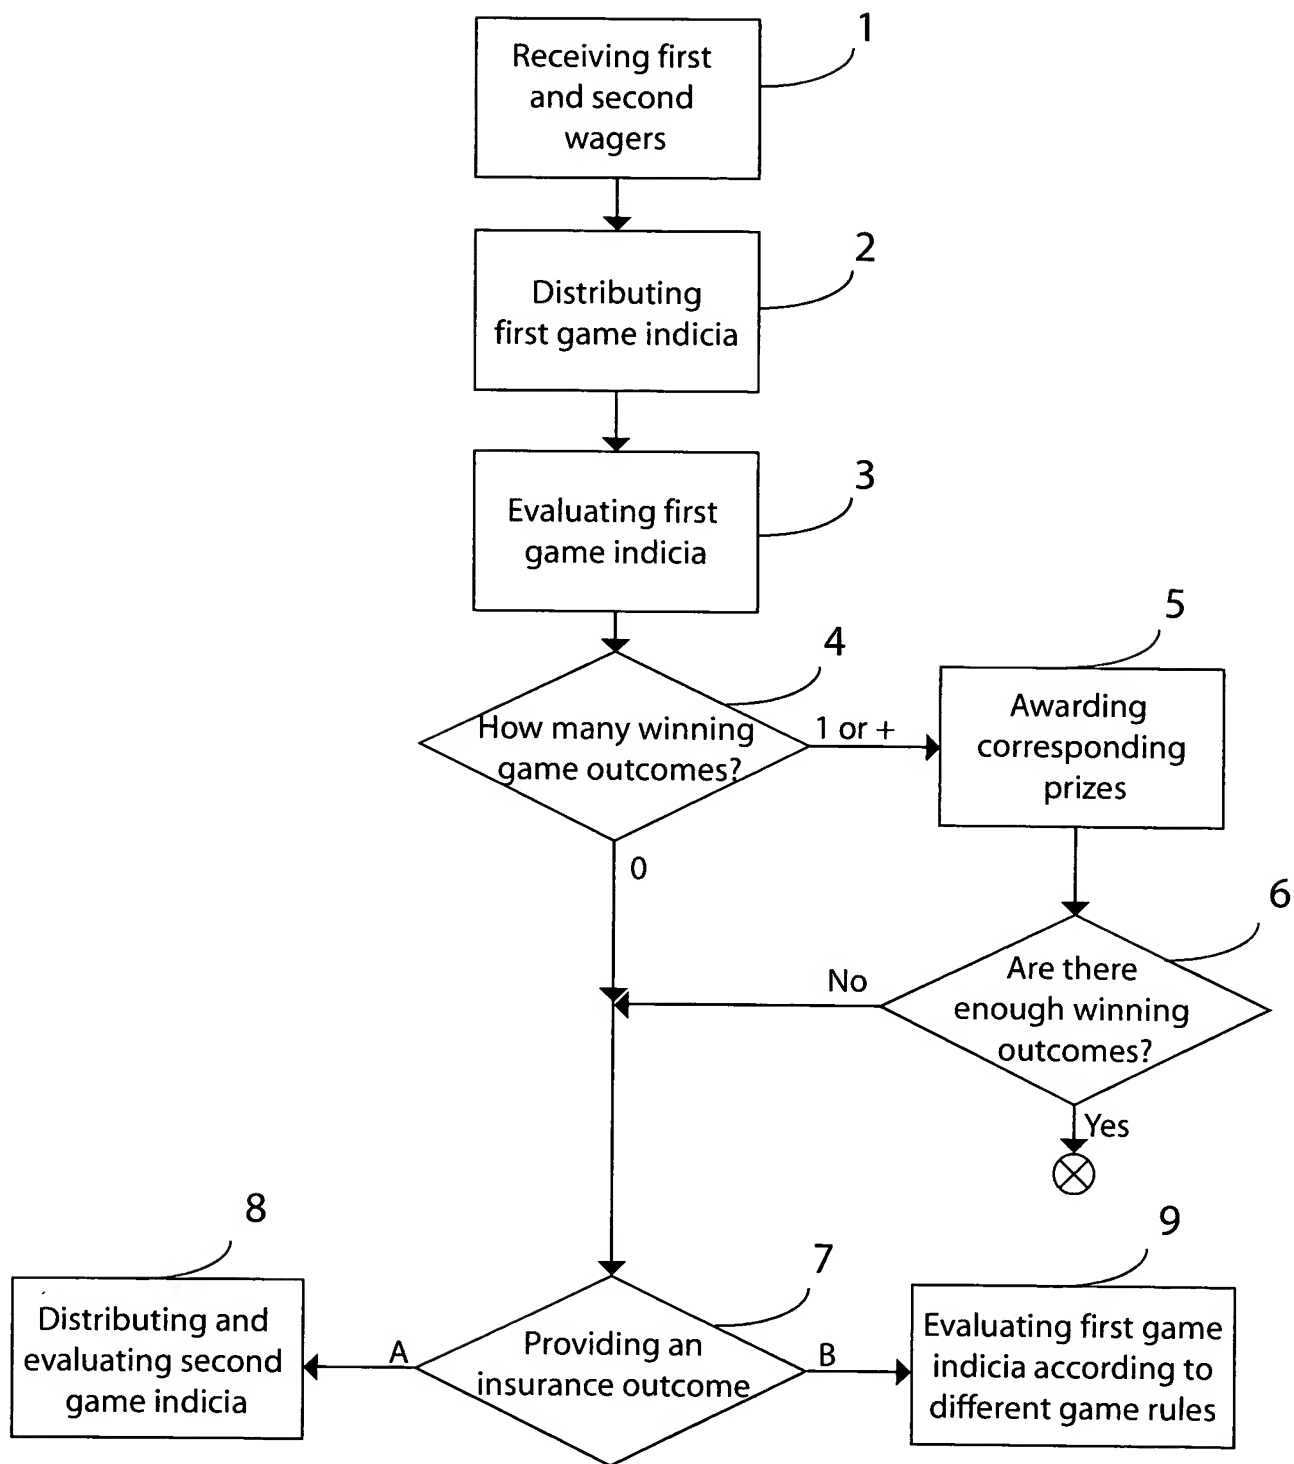 1
Receiving first
and second
wagers
2
Distributing
first game indicia
3
Evaluating first
game indicia
4
How many winning
game outcomes?
1 or +
0
5
Awarding
corresponding
prizes
6
Are there
enough winning
outcomes?
No
Yes
7
Providing an
insurance outcome
A
B
8
Distributing and
evaluating second
game indicia
9
Evaluating first game
indicia according to
different game rules